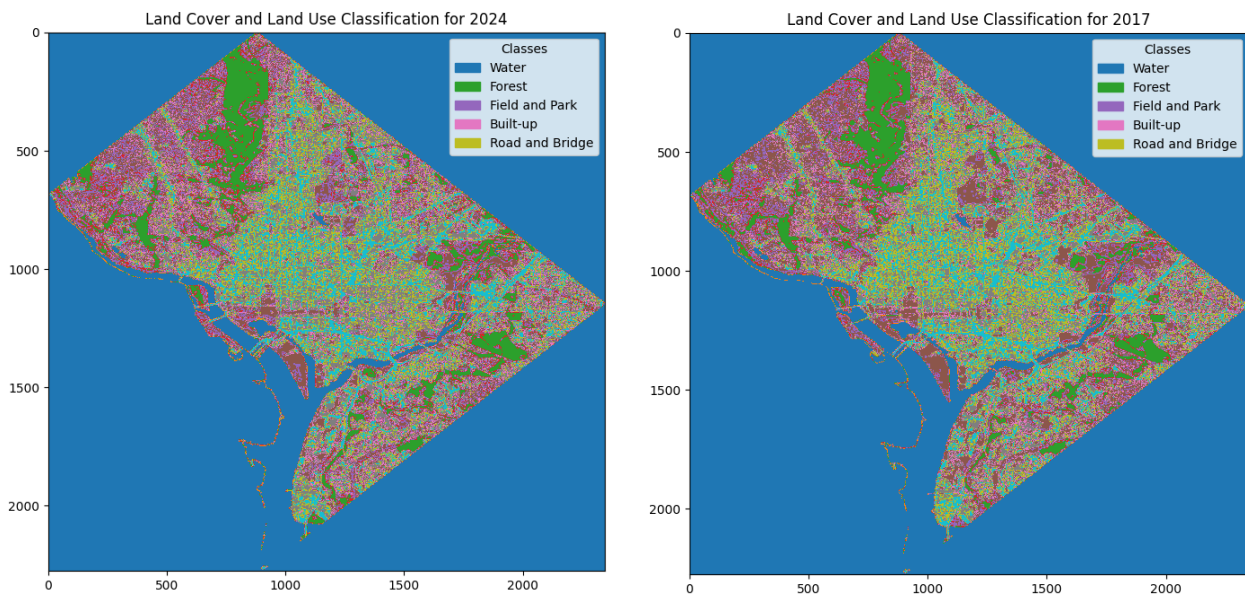 Land Cover and Land Use Classification for 2024
0
500
1000
1500
2000
0
500
1000
1500
2000
Classes
Water
Forest
Field and Park
Built-up
Road and Bridge
Land Cover and Land Use Classification for 2017
0
500
1000
1500
2000
0
500
1000
1500
2000
Classes
Water
Forest
Field and Park
Built-up
Road and Bridge